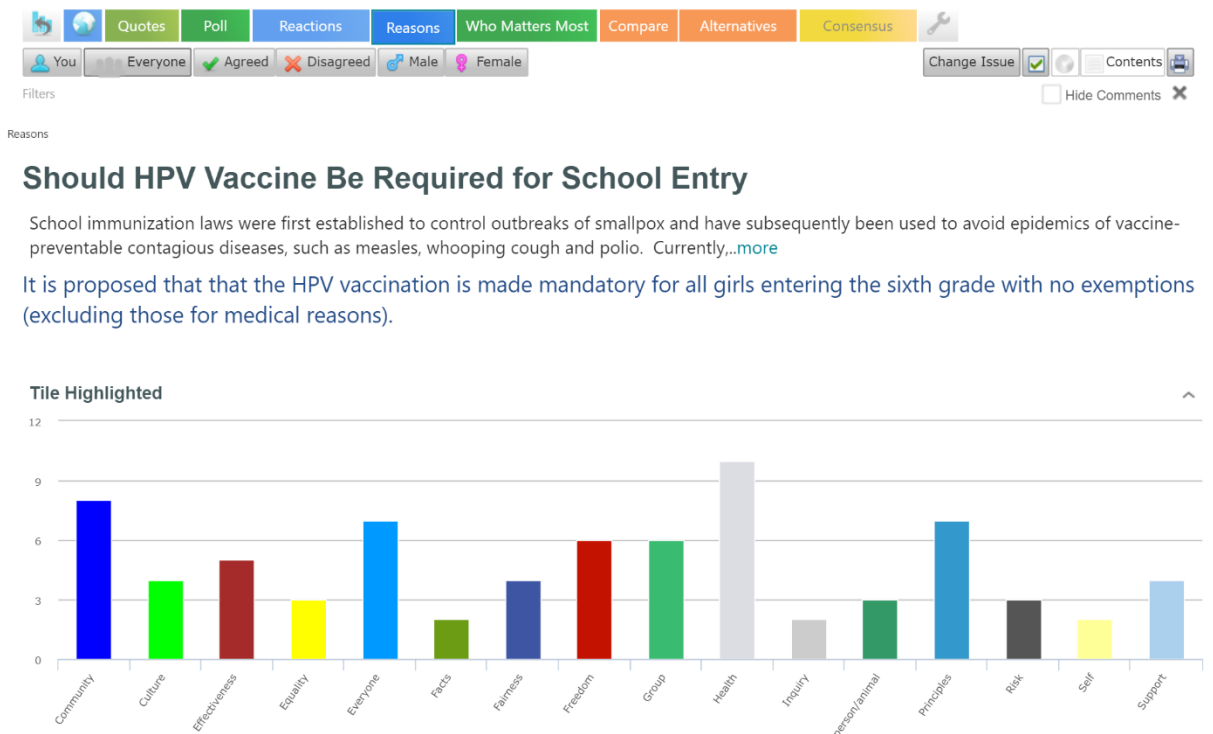 Quotes Poll Reactions Reasons Who Matters Most Compare Alternatives Consensus
You Everyone Agreed Disagreed Male Female Change Issue Contents
Filters Hide Comments
Reasons
Should HPV Vaccine Be Required for School Entry
School immunization laws were first established to control outbreaks of smallpox and have subsequently been used to avoid epidemics of vaccine-
preventable contagious diseases, such as measles, whooping cough and polio. Currently,..more
It is proposed that that the HPV vaccination is made mandatory for all girls entering the sixth grade with no exemptions
(excluding those for medical reasons).
Tile Highlighted
12
9
6
3
0
Community Culture Effectiveness Equality Everyone Facts Fairness Freedom Group Health Inquiry person/animal Principles Risk Self Support